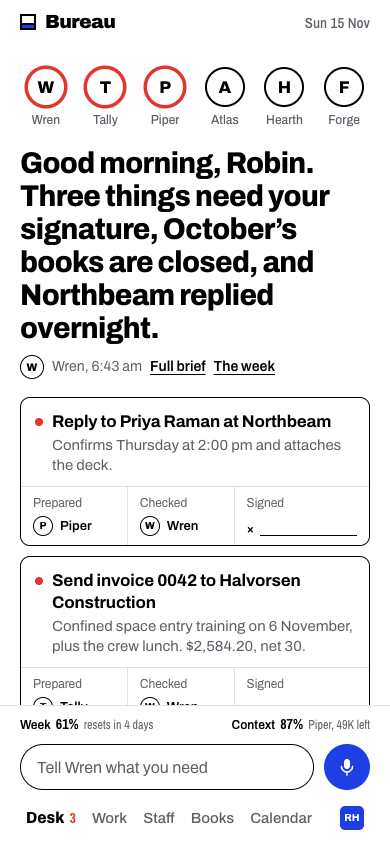 Bureau
Sun 15 Nov
W T P A H F
Wren Tally Piper Atlas Hearth Forge
Good morning, Robin.
Three things need your
signature, October’s
books are closed, and
Northbeam replied
overnight.
W Wren, 6:43 am Full brief The week
Reply to Priya Raman at Northbeam
Confirms Thursday at 2:00 pm and attaches
the deck.
Prepared Checked Signed
P Piper W Wren ×
Send invoice 0042 to Halvorsen
Construction
Confined space entry training on 6 November,
plus the crew lunch. $2,584.20, net 30.
Prepared Checked Signed
T Tally W Wren
Week 61% resets in 4 days Context 87% Piper, 49K left
Tell Wren what you need
Desk 3 Work Staff Books Calendar RH